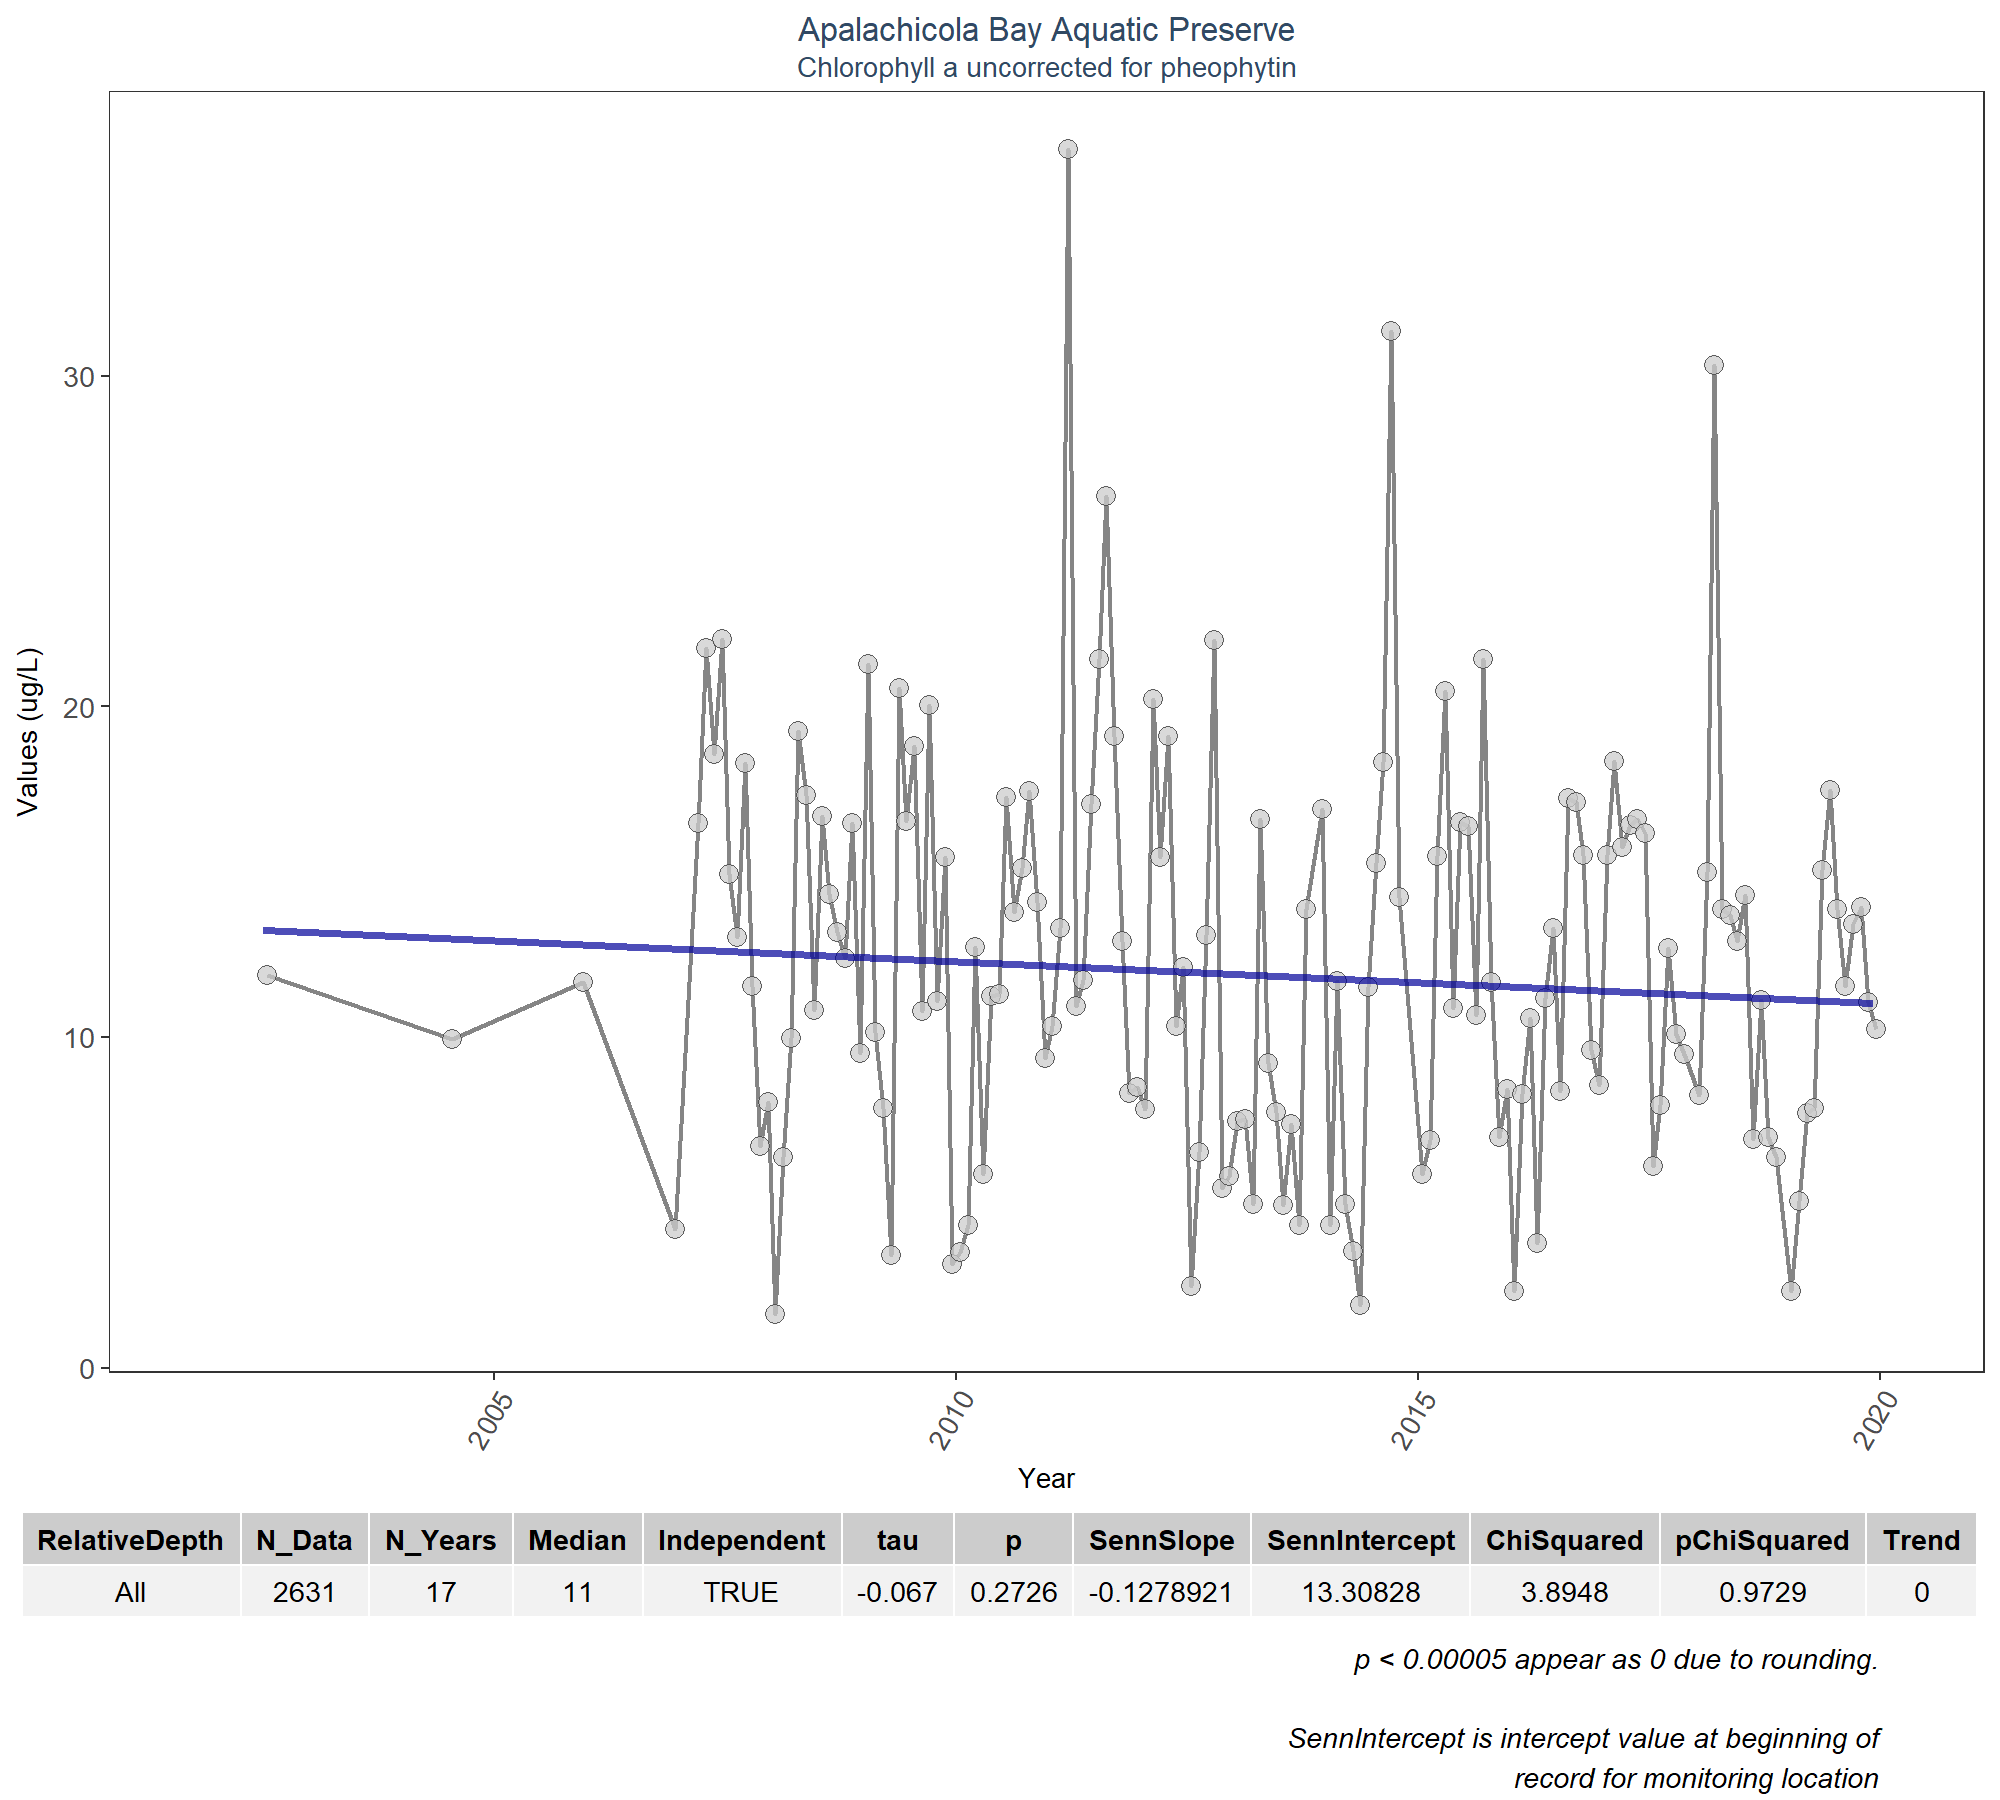 Apalachicola Bay Aquatic Preserve
Chlorophyll a uncorrected for pheophytin
Values (ug/L)
30
20
10
0
2005 2010 2015 2020
Year
RelativeDepth N_Data N_Years Median Independent tau p SennSlope SennIntercept ChiSquared pChiSquared Trend
All 2631 17 11 TRUE -0.067 0.2726 -0.1278921 13.30828 3.8948 0.9729 0
p < 0.00005 appear as 0 due to rounding.
SennIntercept is intercept value at beginning of
record for monitoring location